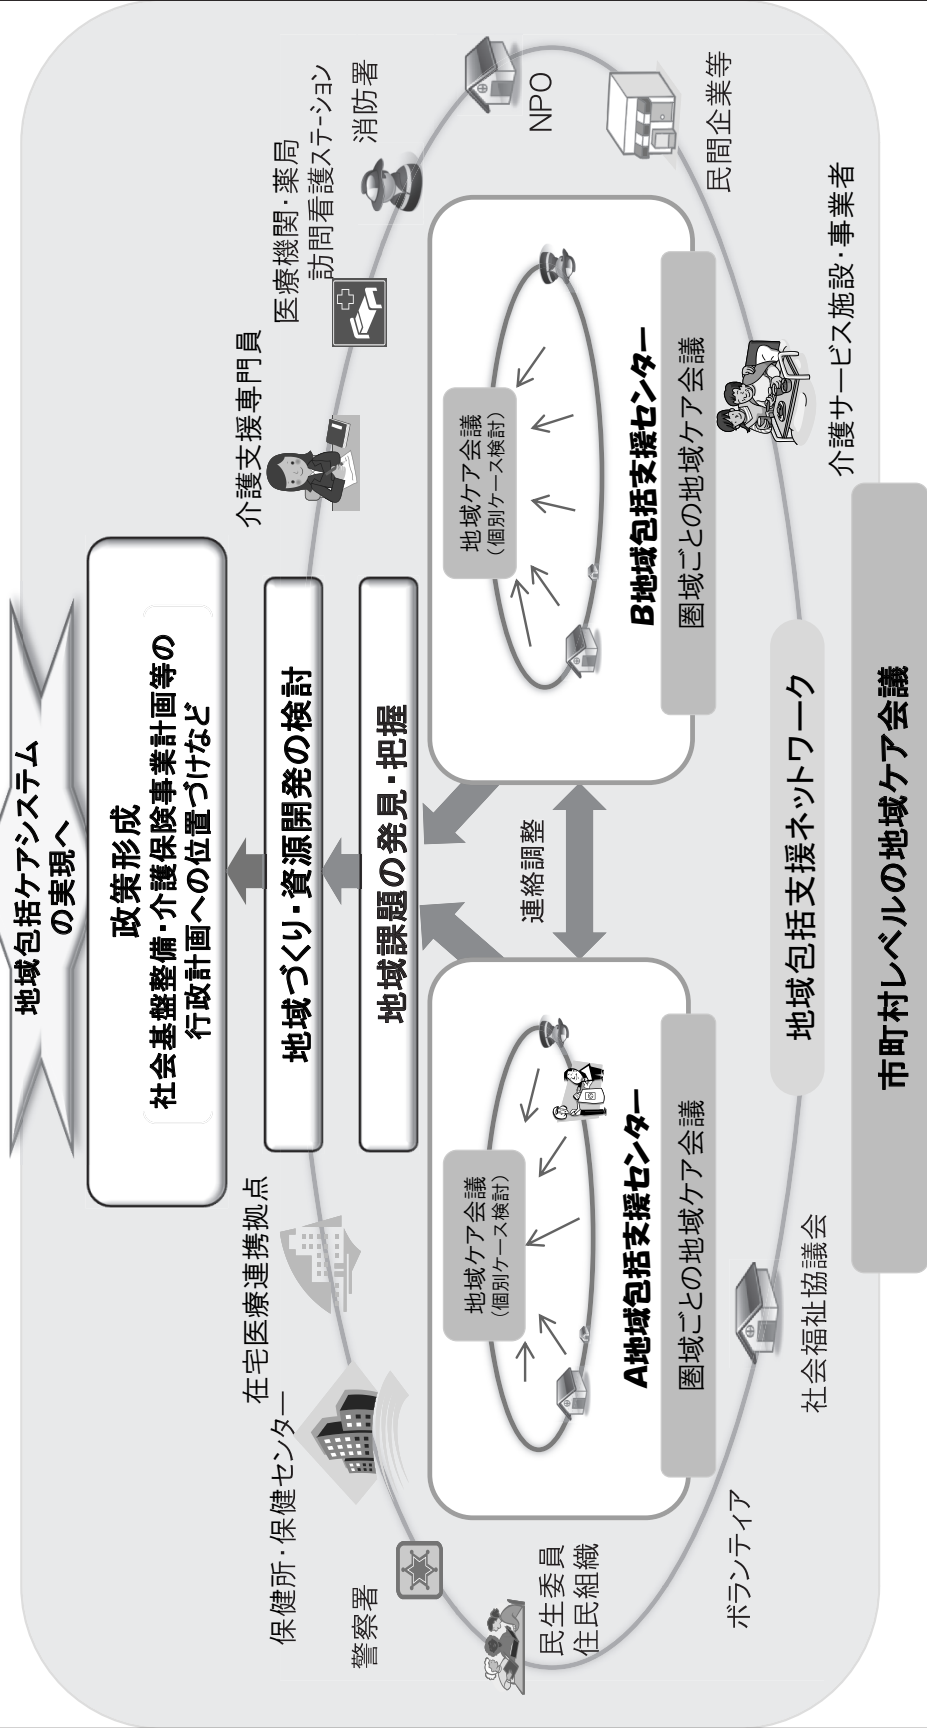 地域包括ケアシステム
の実現へ
政策形成
社会基盤整備・介護保険事業計画等の
行政計画への位置づけなど
地域づくり・資源開発の検討
地域課題の発見・把握
連絡調整
在宅医療連携拠点
保健所・保健センター
警察署
民生委員
住民組織
ボランティア
社会福祉協議会
介護支援専門員
医療機関・薬局
訪問看護ステーション
消防署
NPO
民間企業等
介護サービス施設・事業者
地域ケア会議
（個別ケース検討）
A地域包括支援センター
圏域ごとの地域ケア会議
地域ケア会議
（個別ケース検討）
B地域包括支援センター
圏域ごとの地域ケア会議
地域包括支援ネットワーク
市町村レベルの地域ケア会議